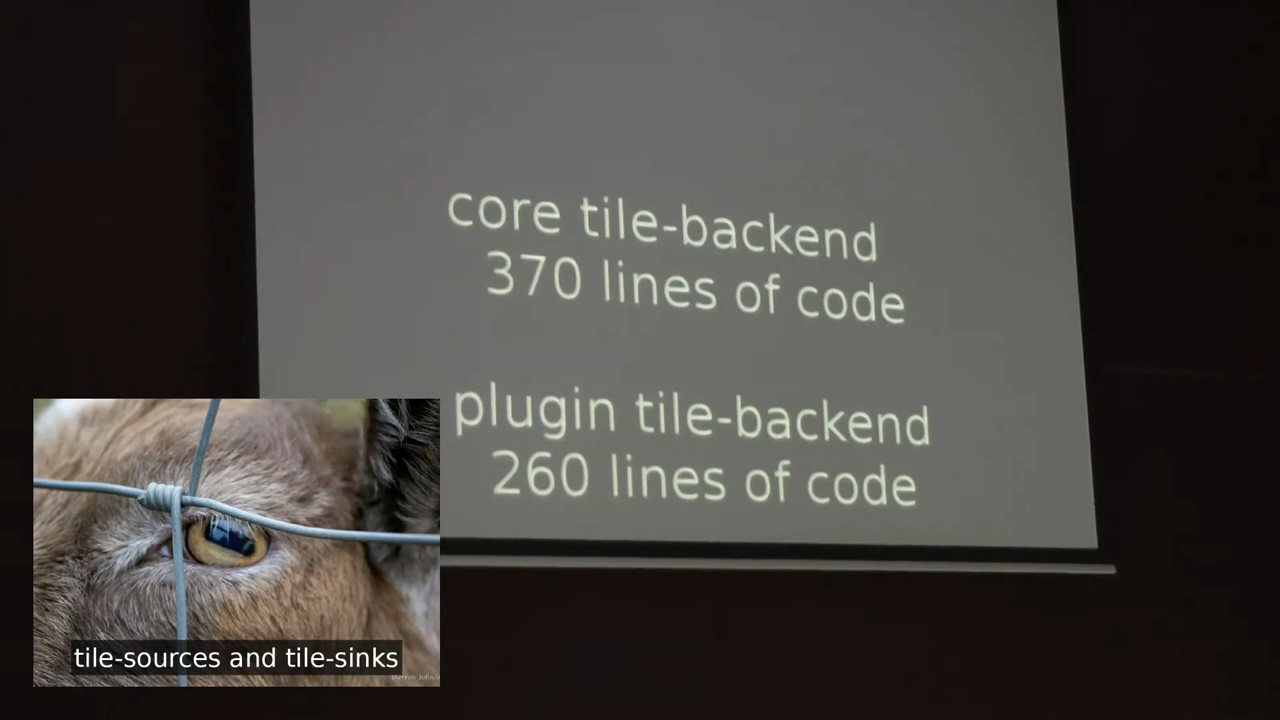 core tile-backend
370 lines of code
plugin tile-backend
260 lines of code
tile-sources and tile-sinks